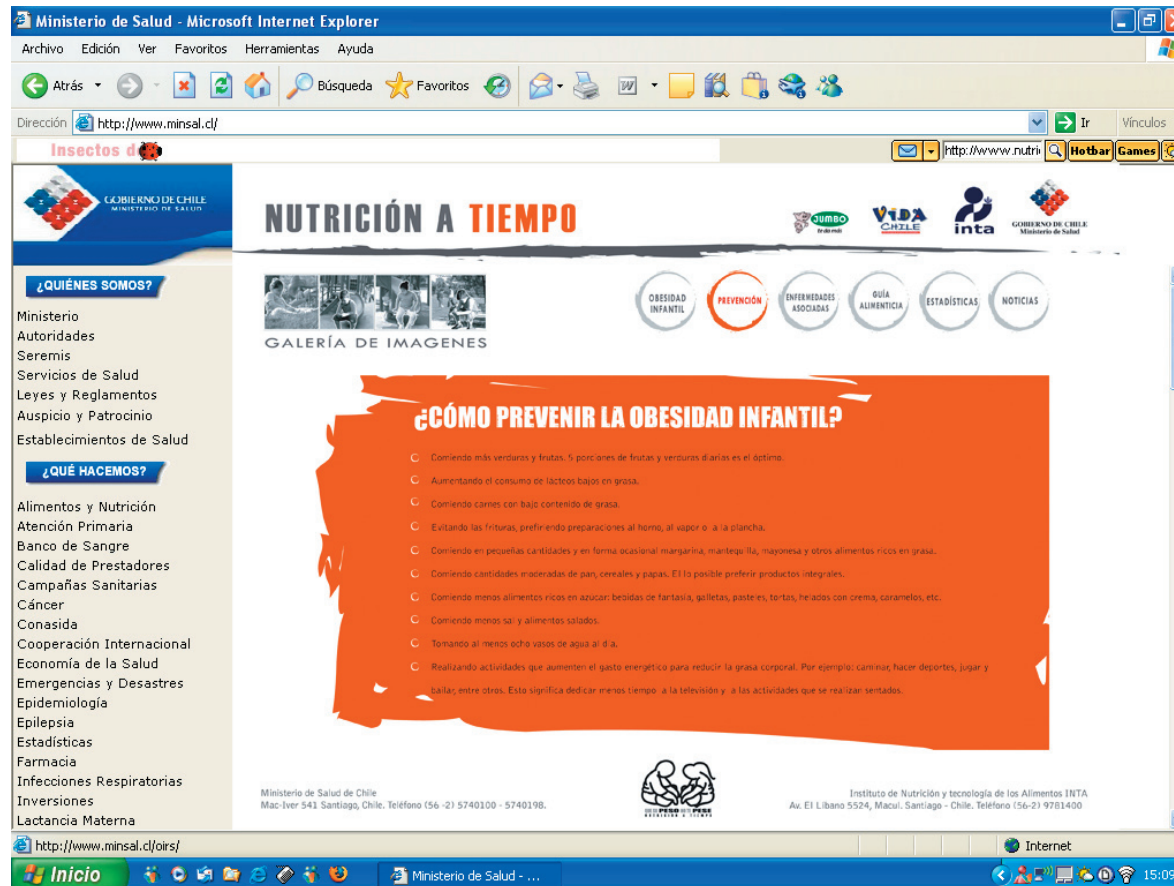 Ministerio de Salud - Microsoft Internet Explorer
Archivo Edición Ver Favoritos Herramientas Ayuda
Atrás Búsqueda Favoritos
Dirección http://www.minsal.cl/ Ir Vínculos
Insectos d http://www.nutri Hotbar Games
GOBIERNO DE CHILE
MINISTERIO DE SALUD
NUTRICIÓN A TIEMPO
JUMBO
te da más
VIDA
CHILE
inta
GOBIERNO DE CHILE
Ministerio de Salud
¿QUIÉNES SOMOS?
Ministerio
Autoridades
Seremis
Servicios de Salud
Leyes y Reglamentos
Auspicio y Patrocinio
Establecimientos de Salud
¿QUÉ HACEMOS?
Alimentos y Nutrición
Atención Primaria
Banco de Sangre
Calidad de Prestadores
Campañas Sanitarias
Cáncer
Conasida
Cooperación Internacional
Economía de la Salud
Emergencias y Desastres
Epidemiología
Epilepsia
Estadísticas
Farmacia
Infecciones Respiratorias
Inversiones
Lactancia Materna
GALERÍA DE IMAGENES
OBESIDAD
INFANTIL
PREVENCIÓN
ENFERMEDADES
ASOCIADAS
GUÍA
ALIMENTICIA
ESTADÍSTICAS
NOTICIAS
¿CÓMO PREVENIR LA OBESIDAD INFANTIL?
Comiendo más verduras y frutas. 5 porciones de frutas y verduras diarias es el óptimo.
Aumentando el consumo de lácteos bajos en grasa.
Comiendo carnes con bajo contenido de grasa.
Evitando las frituras, prefiriendo preparaciones al horno, al vapor o a la plancha.
Comiendo en pequeñas cantidades y en forma ocasional margarina, mantequilla, mayonesa y otros alimentos ricos en grasa.
Comiendo cantidades moderadas de pan, cereales y papas. El lo posible preferir productos integrales.
Comiendo menos alimentos ricos en azúcar: bebidas de fantasía, galletas, pasteles, tortas, helados con crema, caramelos, etc.
Comiendo menos sal y alimentos salados.
Tomando al menos ocho vasos de agua al día.
Realizando actividades que aumenten el gasto energético para reducir la grasa corporal. Por ejemplo: caminar, hacer deportes, jugar y
bailar, entre otros. Esto significa dedicar menos tiempo a la televisión y a las actividades que se realizan sentados.
Ministerio de Salud de Chile
Mac-Iver 541 Santiago, Chile. Teléfono (56 -2) 5740100 - 5740198.
PESO PESE
NUTRICIÓN A TIEMPO
Instituto de Nutrición y tecnología de los Alimentos INTA
Av. El Líbano 5524, Macul. Santiago - Chile. Teléfono (56-2) 9781400
http://www.minsal.cl/oirs/ Internet
Inicio Ministerio de Salud - ... 15:09